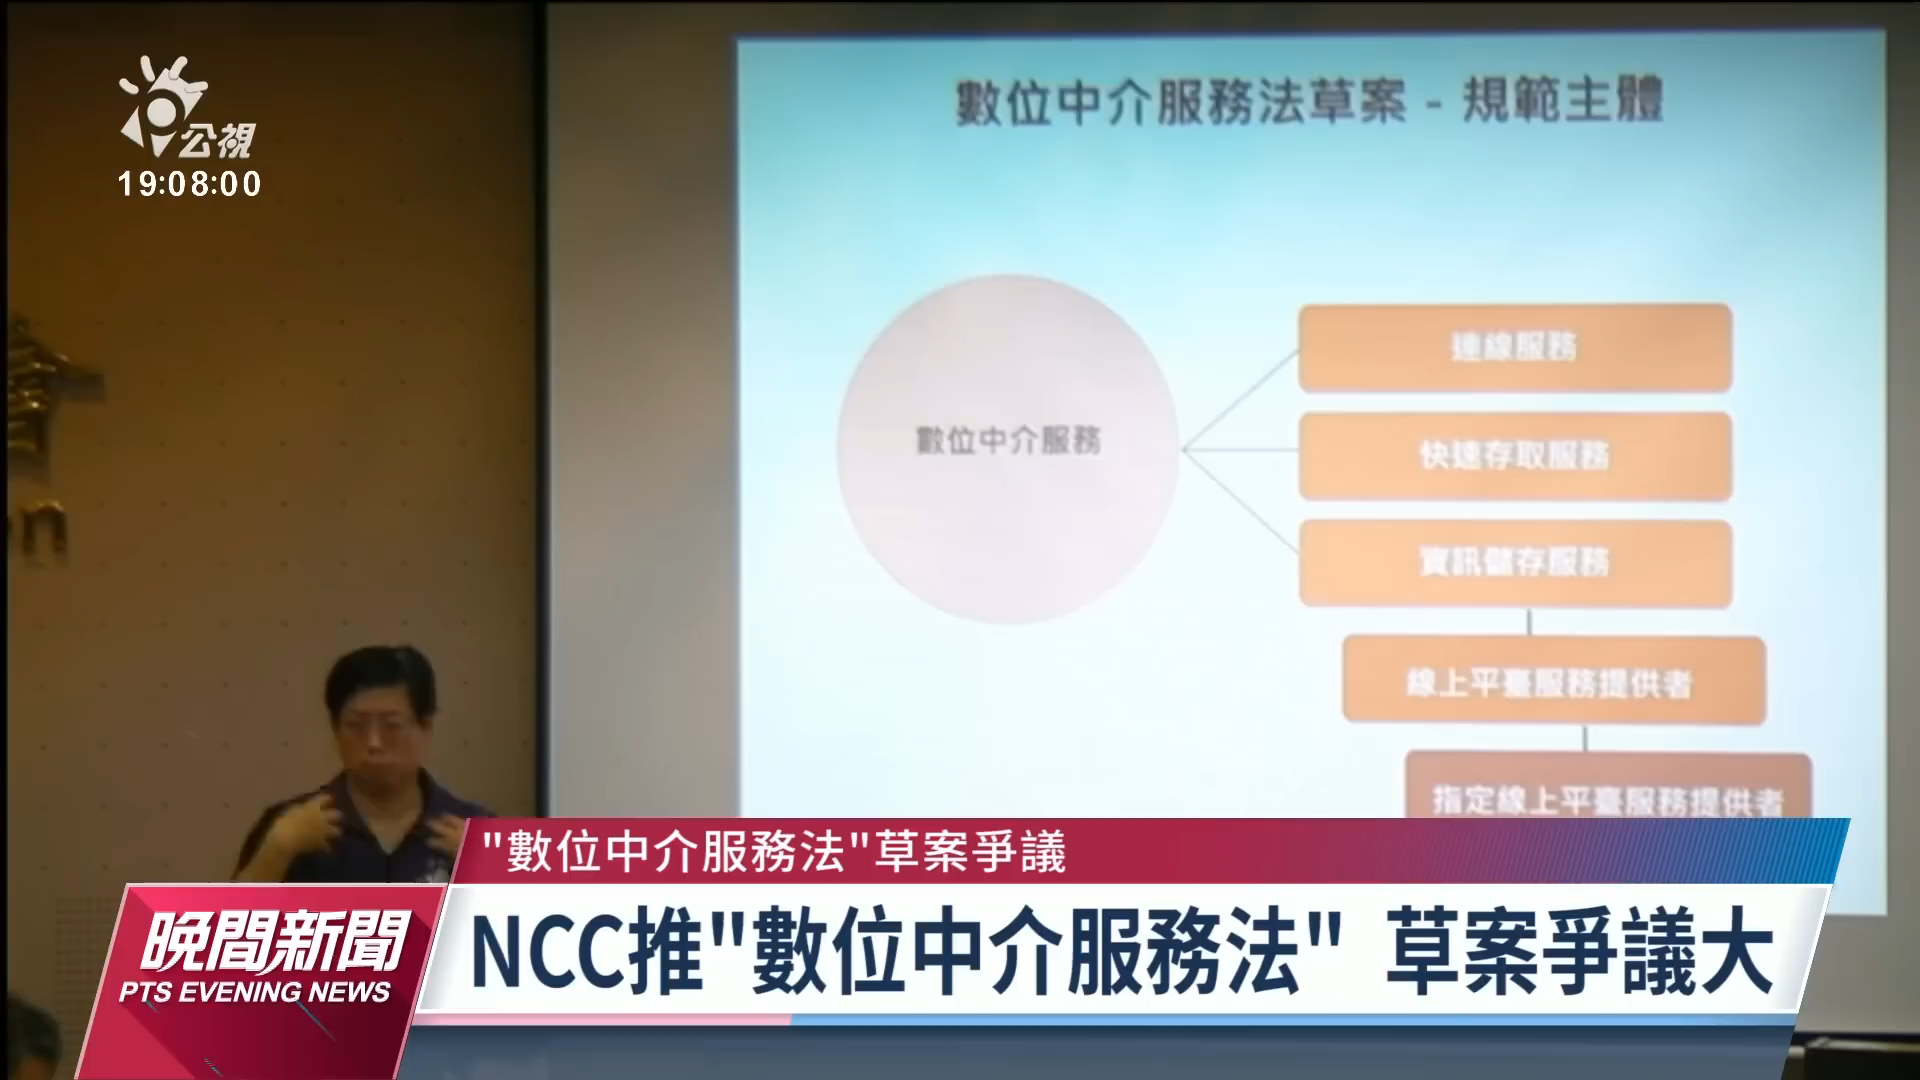 公視
19:08:00
數位中介服務法草案 - 規範主體
數位中介服務
連線服務
快速存取服務
資訊儲存服務
線上平臺服務提供者
指定線上平臺服務提供者
"數位中介服務法"草案爭議
NCC推"數位中介服務法" 草案爭議大
晚間新聞
PTS EVENING NEWS